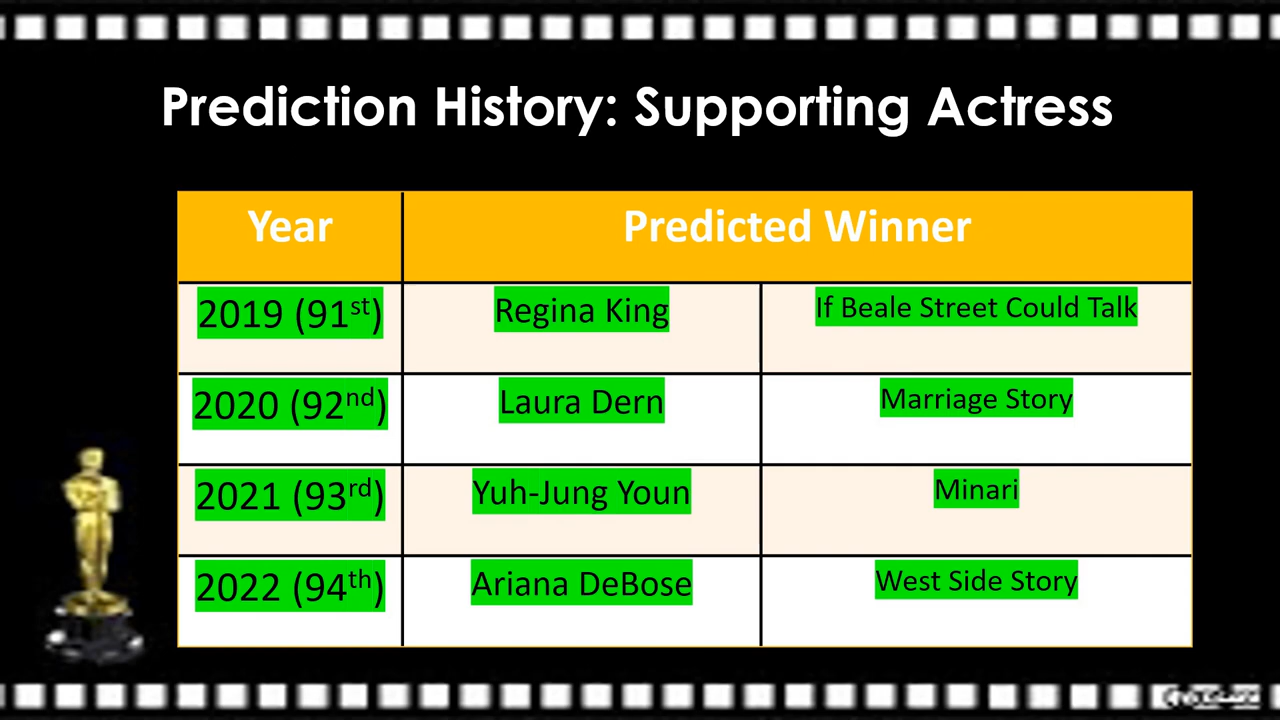 Prediction History: Supporting Actress
Year Predicted Winner
2019 (91st) Regina King If Beale Street Could Talk
2020 (92nd) Laura Dern Marriage Story
2021 (93rd) Yuh-Jung Youn Minari
2022 (94th) Ariana DeBose West Side Story